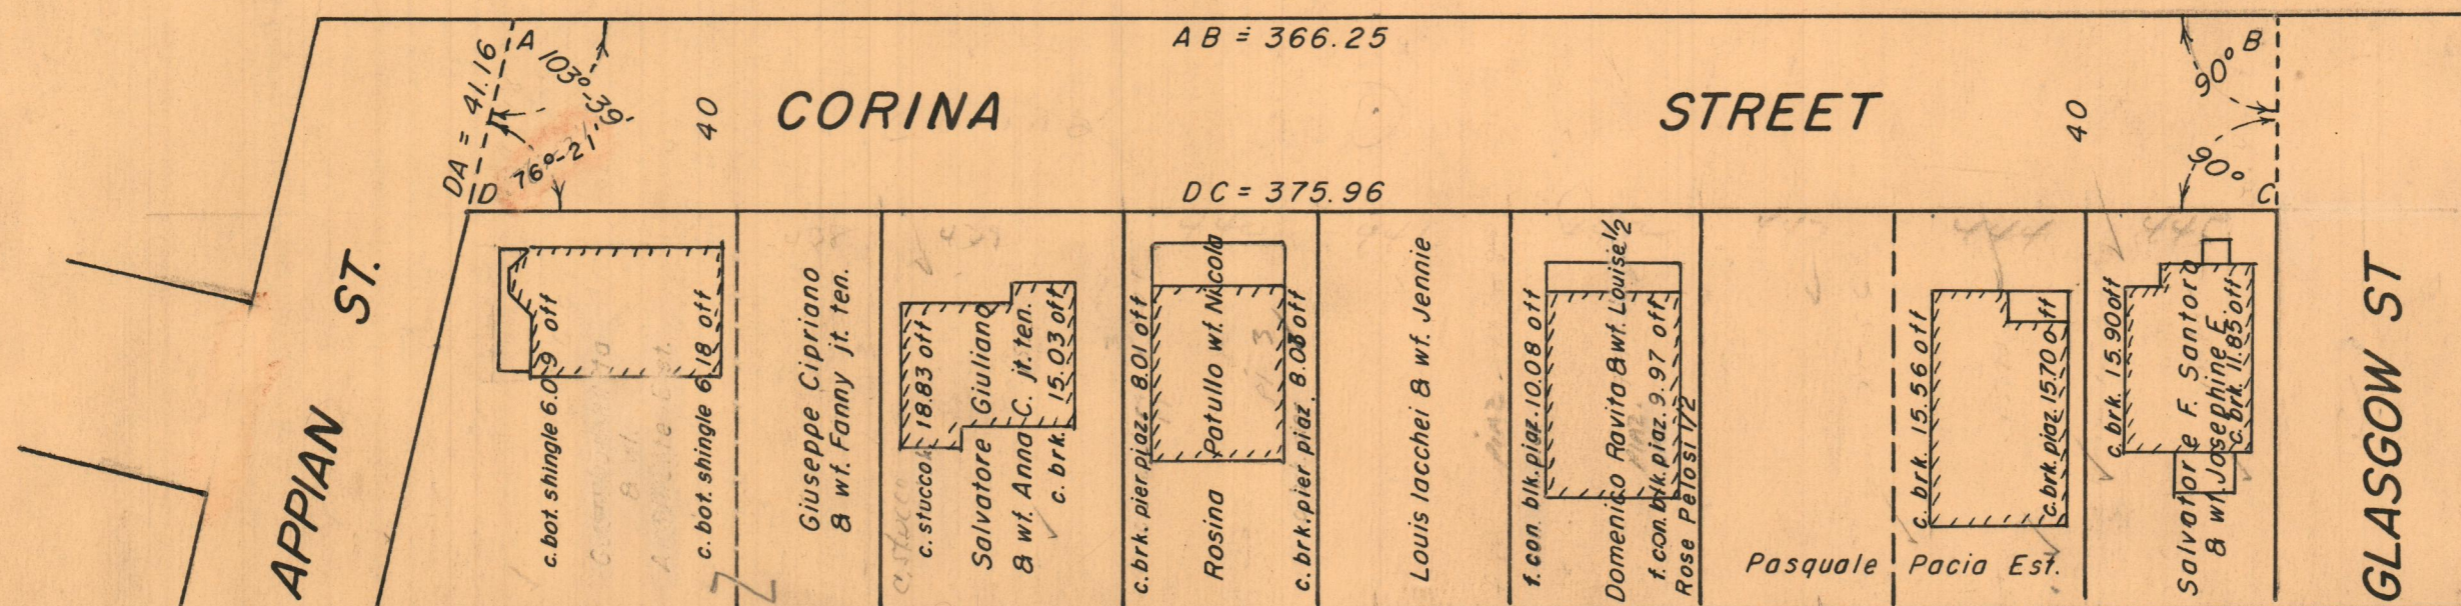 AB = 366.25
A
103°-39'
DA = 41.16
76°-21'
D
40
CORINA
STREET
40
90°
B
90°
C
DC = 375.96
APPIAN ST.
GLASGOW ST
c. bot. shingle 6.09 off
c. bot. shingle 6.18 off
Giuseppe Cipriano
& wf. Fanny jt. ten.
c. stucco 18.83 off
Salvatore Giuliano
& wf. Anna C. jt. ten.
c. brk. 15.03 off
c. brk. pier piaz. 8.01 off
Rosina Patullo wf. Nicola
c. brk. pier piaz. 8.03 off
Louis Iacchei & wf. Jennie
f. con. blk. piaz. 10.08 off
Domenico Ravita & wf. Louise 1/2
f. con. blk. piaz. 9.97 off
Rose Pelosi 1/2
Pasquale Pacia Est.
c. brk. 15.56 off
c. brk. piaz. 15.70 off
c. brk. 15.90 off
Salvatore F. Santoro
& wf. Josephine E.
c. brk. 11.85 off
c. stucco
piaz.
piaz.